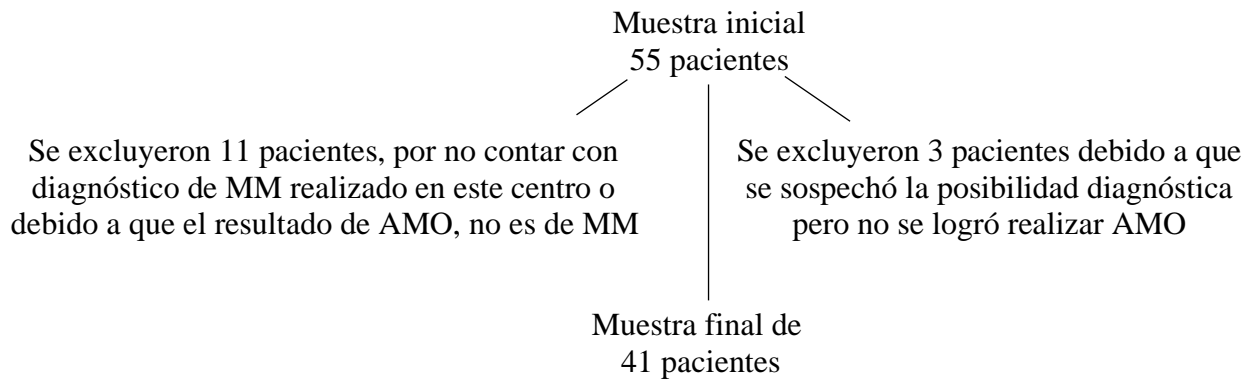 Muestra inicial
55 pacientes
Se excluyeron 11 pacientes, por no contar con
diagnóstico de MM realizado en este centro o
debido a que el resultado de AMO, no es de MM
Se excluyeron 3 pacientes debido a que
se sospechó la posibilidad diagnóstica
pero no se logró realizar AMO
Muestra final de
41 pacientes